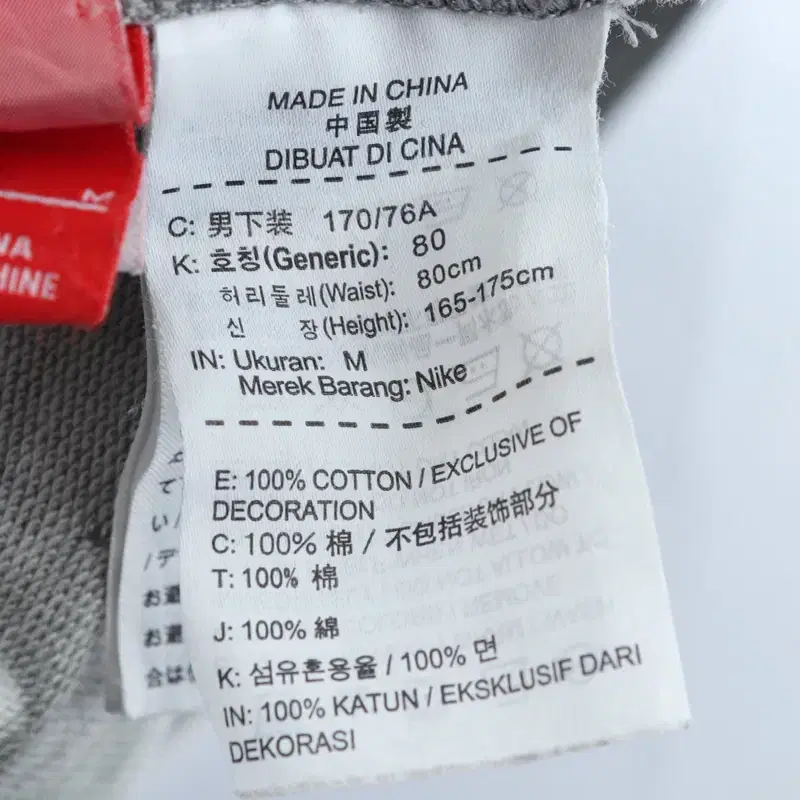 MADE IN CHINA
中国製
DIBUAT DI CINA
C: 男下装 170/76A
K: 호칭(Generic): 80
허리둘레(Waist): 80cm
신 장(Height): 165-175cm
IN: Ukuran: M
Merek Barang: Nike
E: 100% COTTON / EXCLUSIVE OF
DECORATION
C: 100% 棉 / 不包括装饰部分
T: 100% 棉
J: 100% 綿
K: 섬유혼용율 / 100% 면
IN: 100% KATUN / EKSKLUSIF DARI
DEKORASI
M